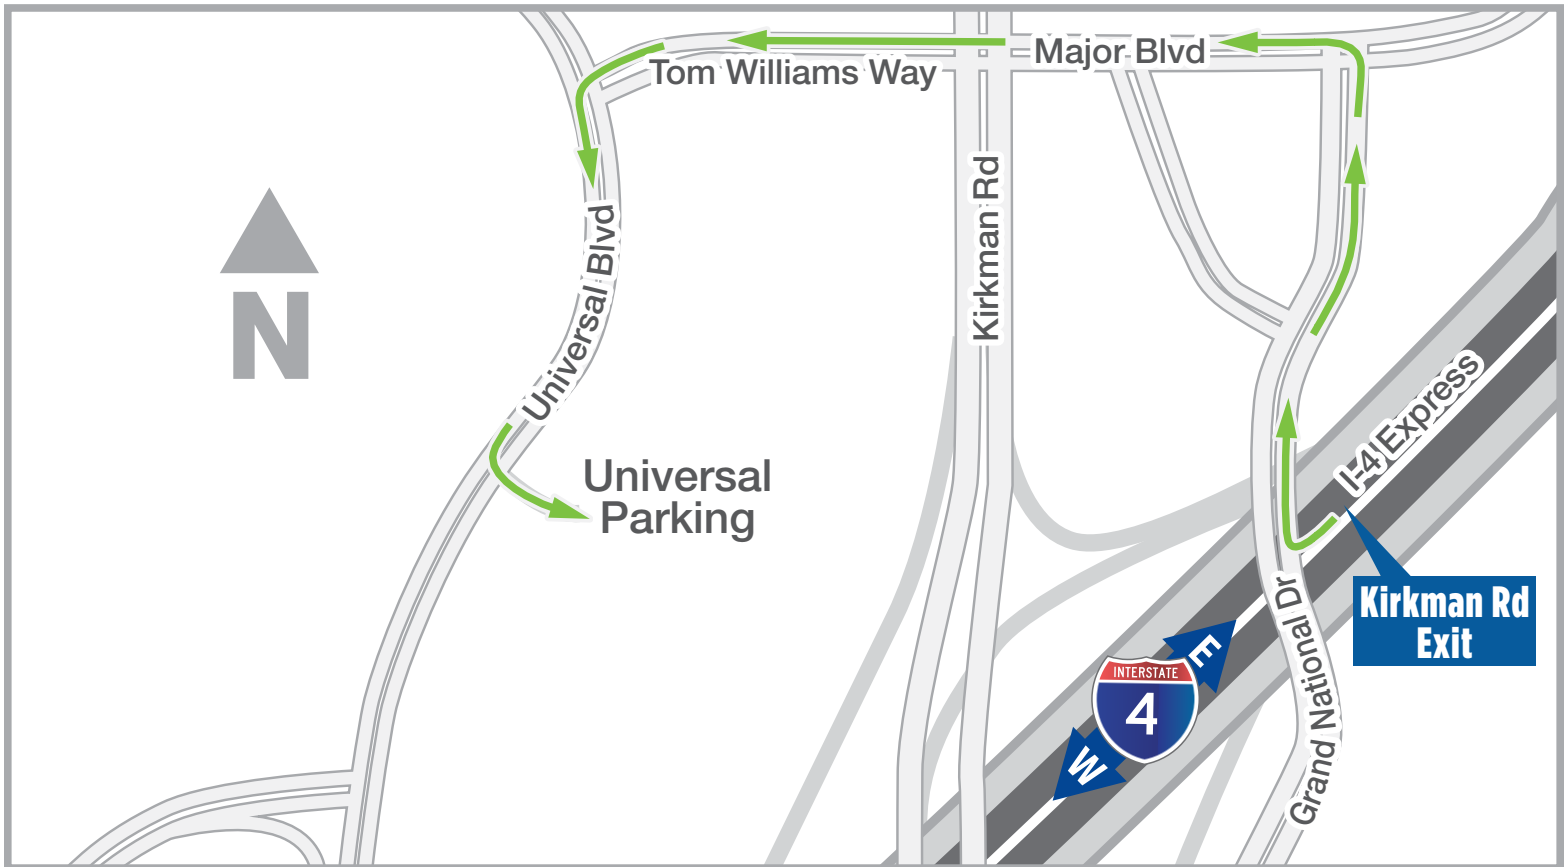 Major Blvd
Tom Williams Way
Kirkman Rd
Universal Blvd
N
I-4 Express
Universal
Parking
Kirkman Rd
Exit
Grand National Dr
E
INTERSTATE
4
W